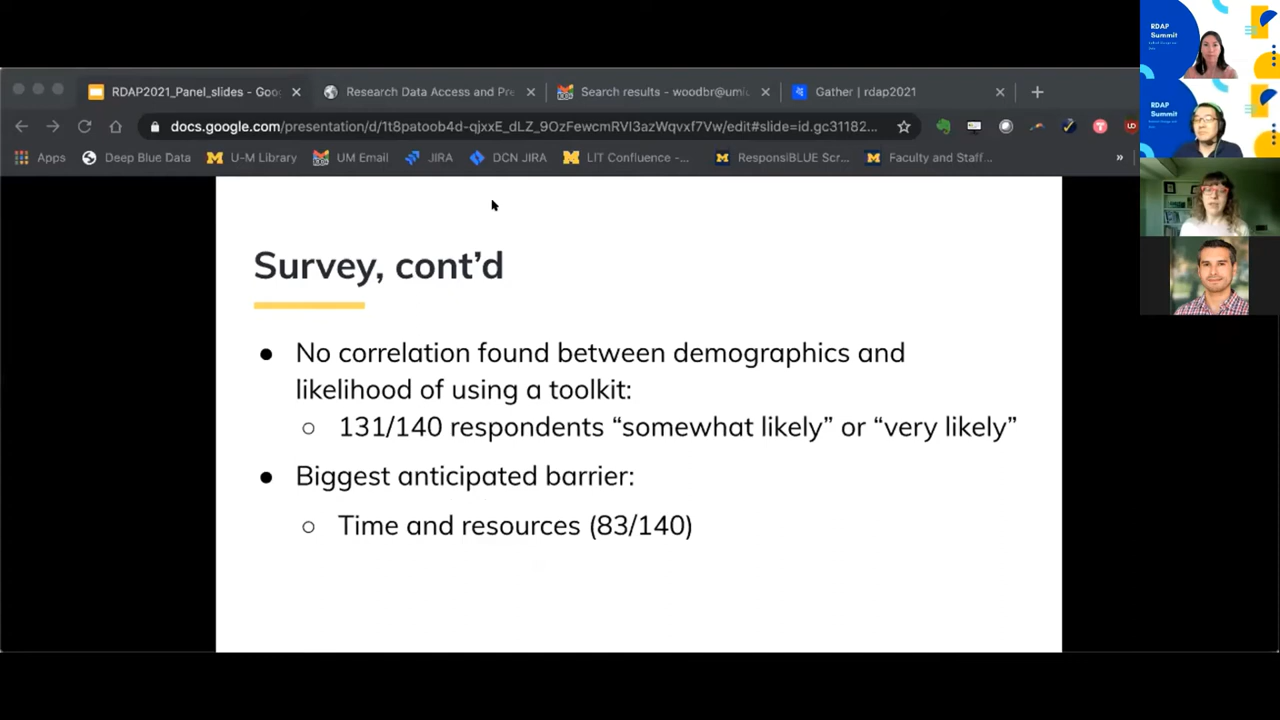 RDAP2021_Panel_slides - Goo
Research Data Access and Pre
Search results - woodbr@umic
Gather | rdap2021
docs.google.com/presentation/d/1t8patoob4d-qjxxE_dLZ_9OzFewcmRVI3azWqvxf7Vw/edit#slide=id.gc31182...
Apps
Deep Blue Data
U-M Library
UM Email
JIRA
DCN JIRA
LIT Confluence -...
ResponsiBLUE Scr...
Faculty and Staff...
»
Survey, cont’d
● No correlation found between demographics and
likelihood of using a toolkit:
○ 131/140 respondents “somewhat likely” or “very likely”
● Biggest anticipated barrier:
○ Time and resources (83/140)
RDAP
Summit
RDAP
Summit